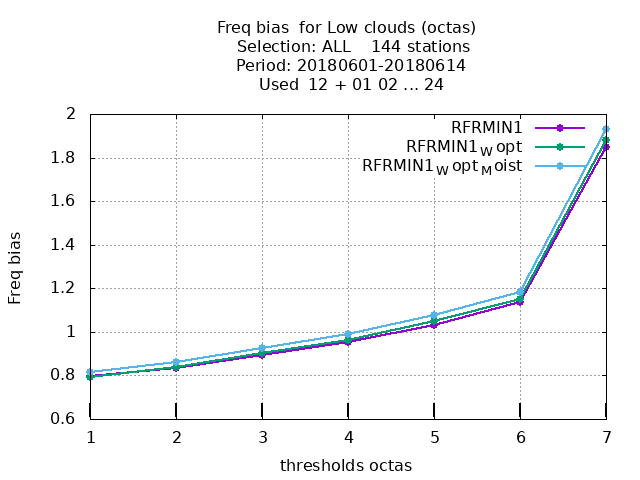 Freq bias  for Low clouds (octas)
Selection: ALL    144 stations
Period: 20180601-20180614
Used  12 + 01 02 ... 24
RFRMIN1
RFRMIN1_W opt
RFRMIN1_W opt_M oist
Freq bias
2
1.8
1.6
1.4
1.2
1
0.8
0.6
1 2 3 4 5 6 7
thresholds octas